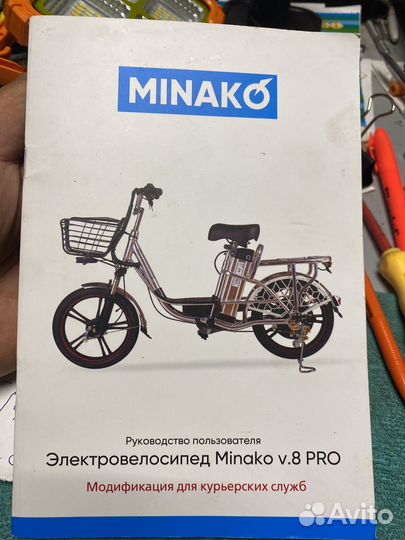 MINAKO
Руководство пользователя
Электровелосипед Minako v.8 PRO
Модификация для курьерских служб
Avito